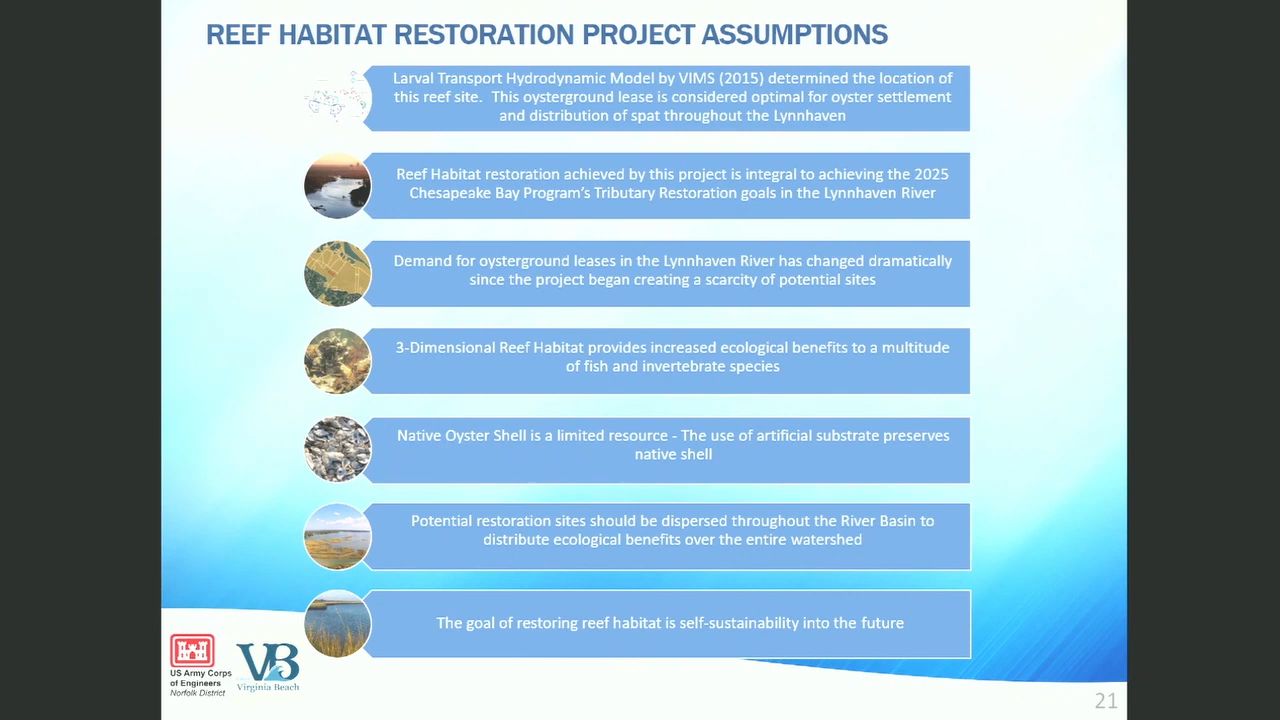 REEF HABITAT RESTORATION PROJECT ASSUMPTIONS
Larval Transport Hydrodynamic Model by VIMS (2015) determined the location of
this reef site.  This oysterground lease is considered optimal for oyster settlement
and distribution of spat throughout the Lynnhaven
Reef Habitat restoration achieved by this project is integral to achieving the 2025
Chesapeake Bay Program's Tributary Restoration goals in the Lynnhaven River
Demand for oysterground leases in the Lynnhaven River has changed dramatically
since the project began creating a scarcity of potential sites
3-Dimensional Reef Habitat provides increased ecological benefits to a multitude
of fish and invertebrate species
Native Oyster Shell is a limited resource - The use of artificial substrate preserves
native shell
Potential restoration sites should be dispersed throughout the River Basin to
distribute ecological benefits over the entire watershed
The goal of restoring reef habitat is self-sustainability into the future
US Army Corps
of Engineers
Norfolk District
VB
Virginia Beach
21